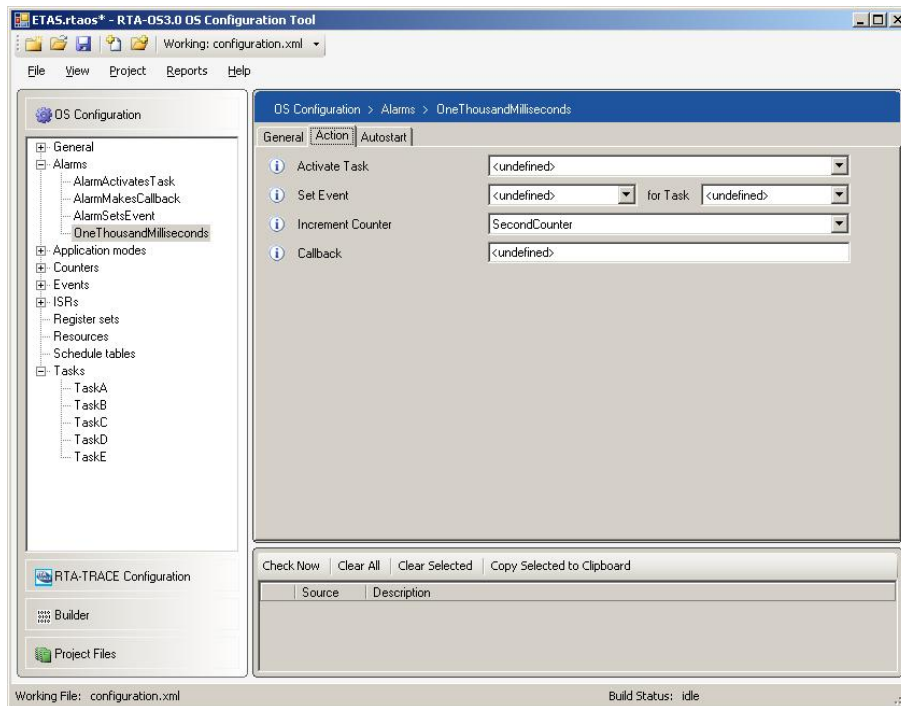 ETAS.rtaos* - RTA-OS3.0 OS Configuration Tool
Working: configuration.xml
File View Project Reports Help
OS Configuration
General
Alarms
AlarmActivatesTask
AlarmMakesCallback
AlarmSetsEvent
OneThousandMilliseconds
Application modes
Counters
Events
ISRs
Register sets
Resources
Schedule tables
Tasks
TaskA
TaskB
TaskC
TaskD
TaskE
RTA-TRACE Configuration
Builder
Project Files
OS Configuration > Alarms > OneThousandMilliseconds
General Action Autostart
Activate Task <undefined>
Set Event <undefined> for Task <undefined>
Increment Counter SecondCounter
Callback <undefined>
Check Now Clear All Clear Selected Copy Selected to Clipboard
Source Description
Working File: configuration.xml Build Status: idle